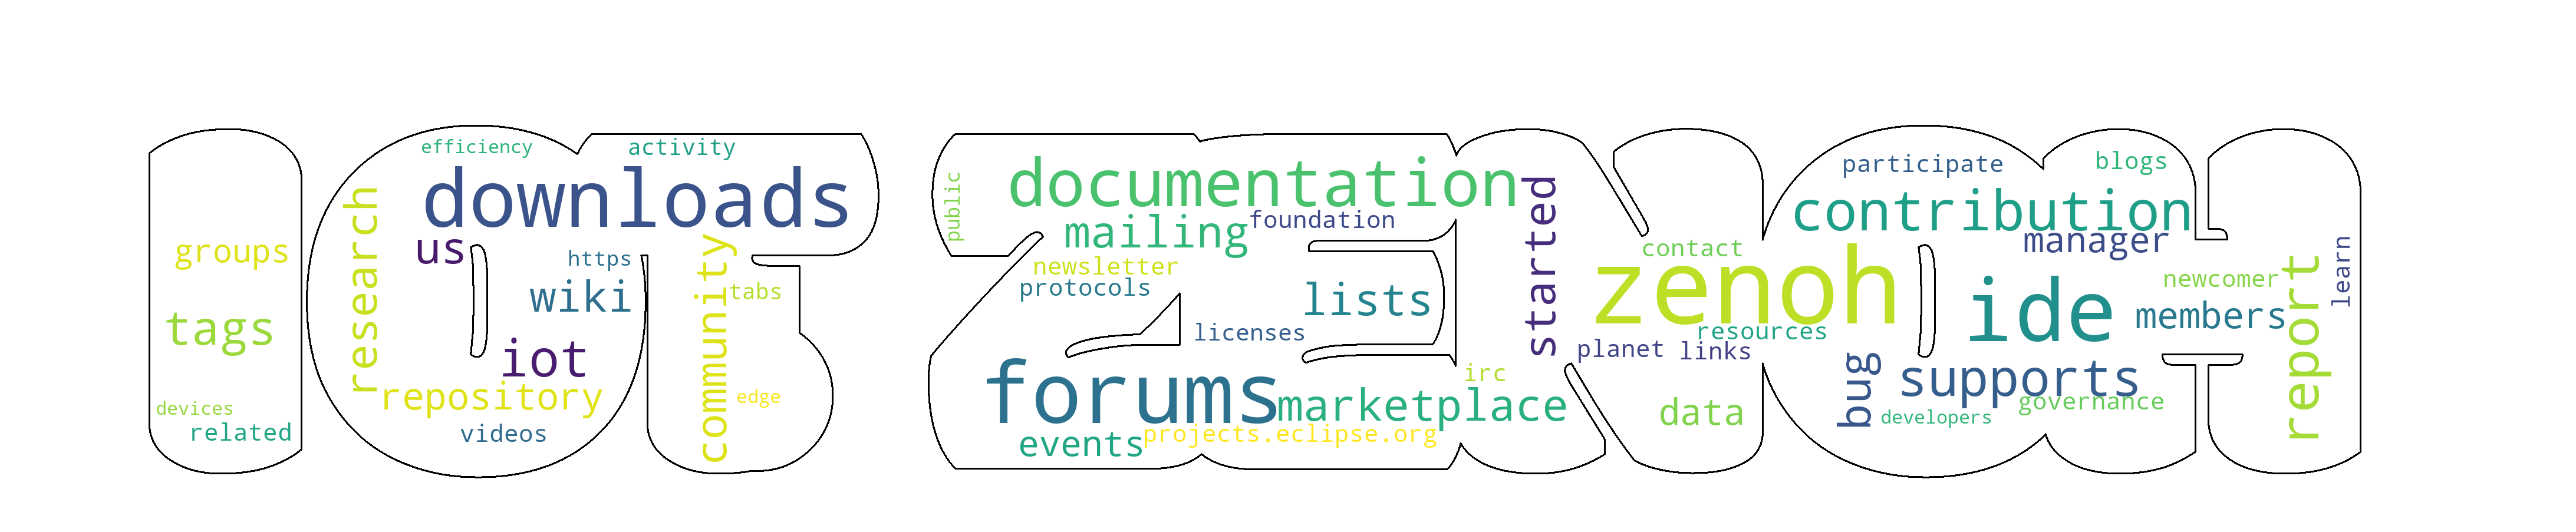 efficiency
activity
downloads
research
us
groups
https
wiki
community
tabs
tags
iot
repository
edge
devices
related
videos
public
documentation
mailing
foundation
started
newsletter
protocols
lists
licenses
forums
marketplace
irc
events
projects.eclipse.org
participate
blogs
contribution
manager
contact
zenoh
newcomer
learn
ide
members
report
resources
planet
links
bug
supports
governance
data
developers